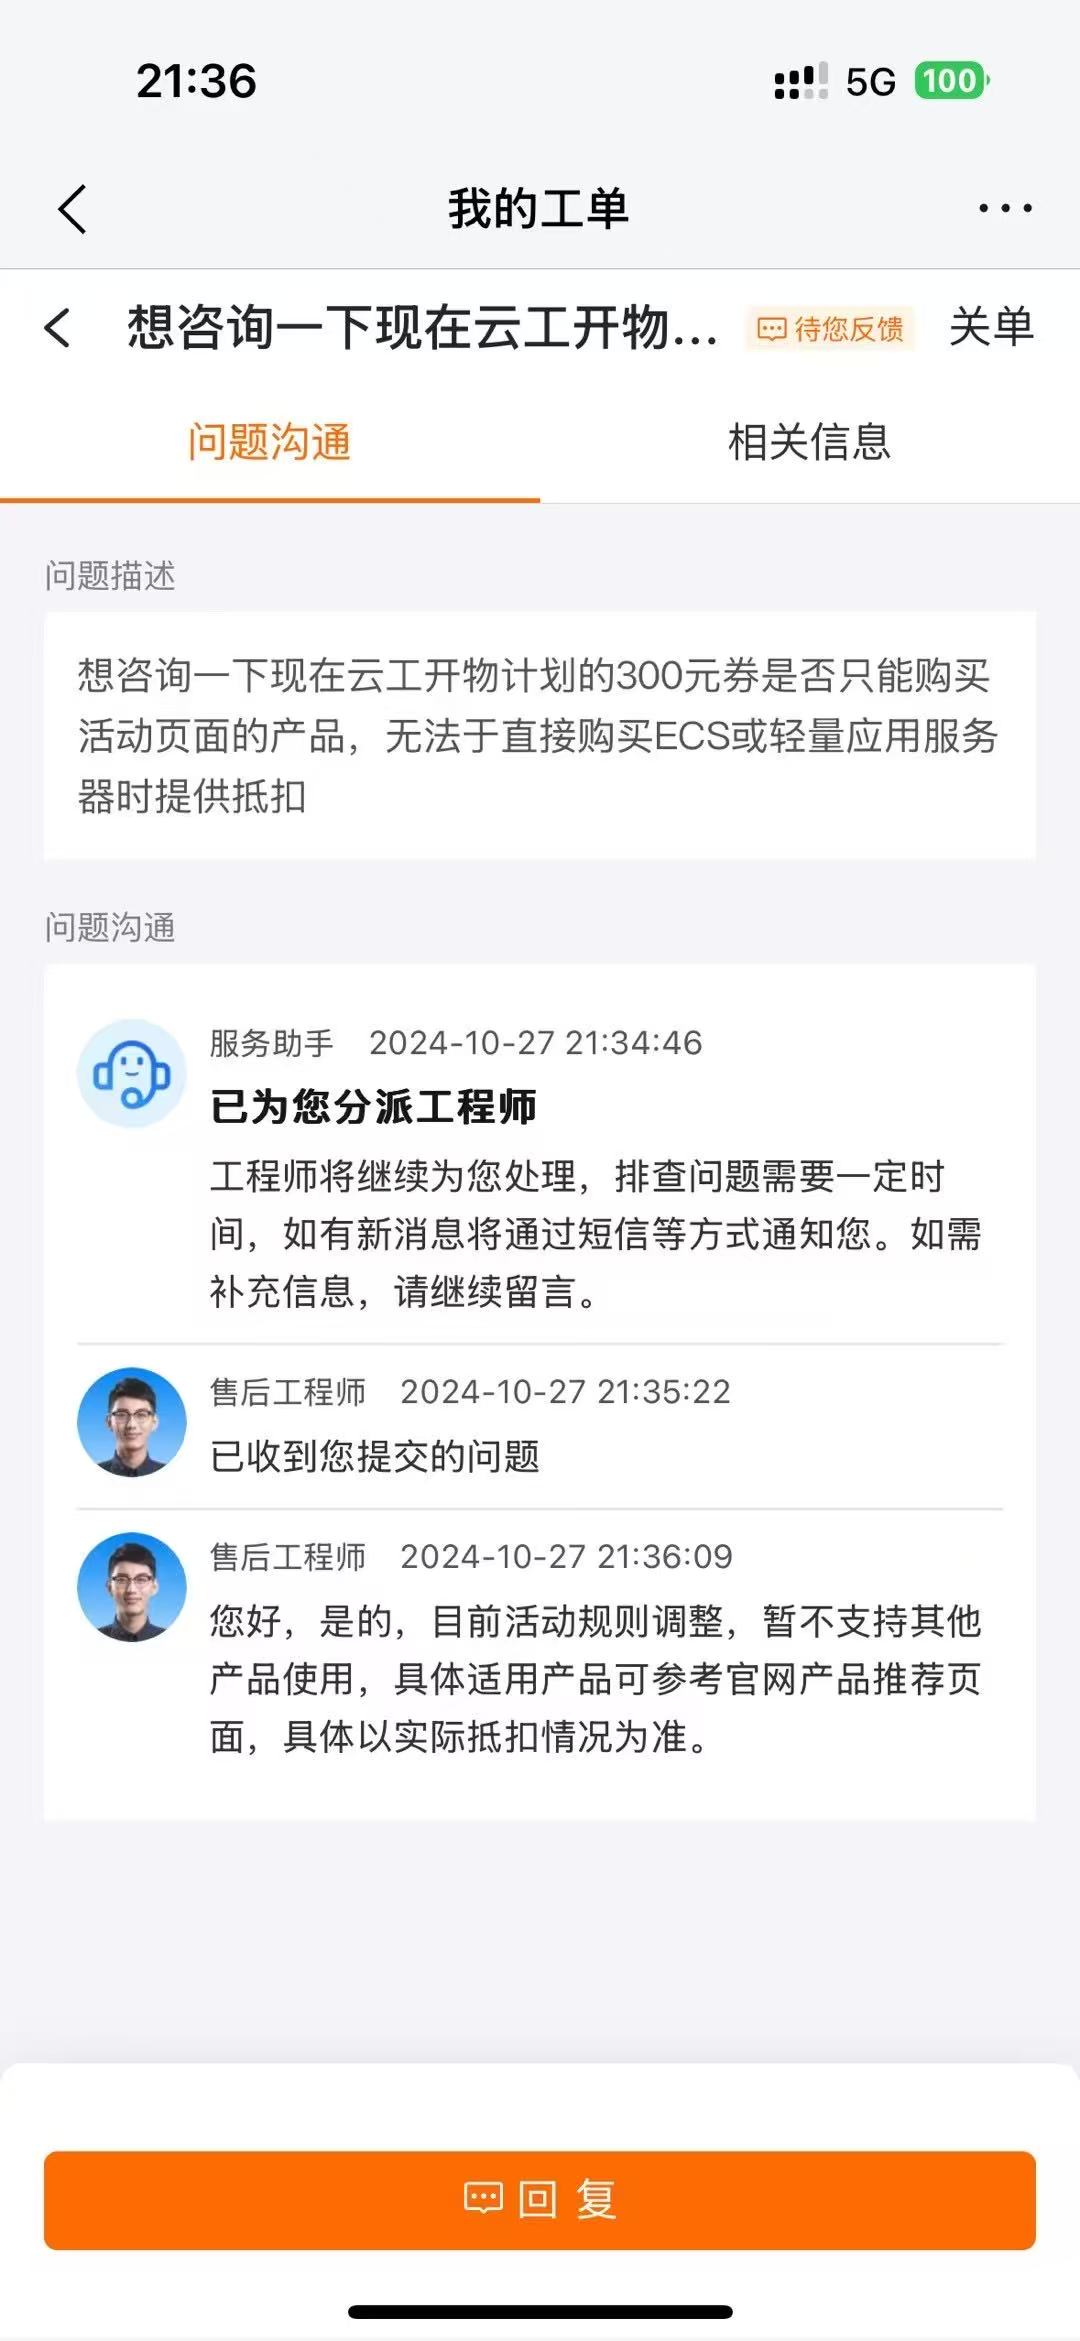 21:36
5G
100
我的工单
想咨询一下现在云工开物...
待您反馈
关单
问题沟通
相关信息
问题描述
想咨询一下现在云工开物计划的300元券是否只能购买
活动页面的产品，无法于直接购买ECS或轻量应用服务
器时提供抵扣
问题沟通
服务助手 2024-10-27 21:34:46
已为您分派工程师
工程师将继续为您处理，排查问题需要一定时
间，如有新消息将通过短信等方式通知您。如需
补充信息，请继续留言。
售后工程师 2024-10-27 21:35:22
已收到您提交的问题
售后工程师 2024-10-27 21:36:09
您好，是的，目前活动规则调整，暂不支持其他
产品使用，具体适用产品可参考官网产品推荐页
面，具体以实际抵扣情况为准。
回复